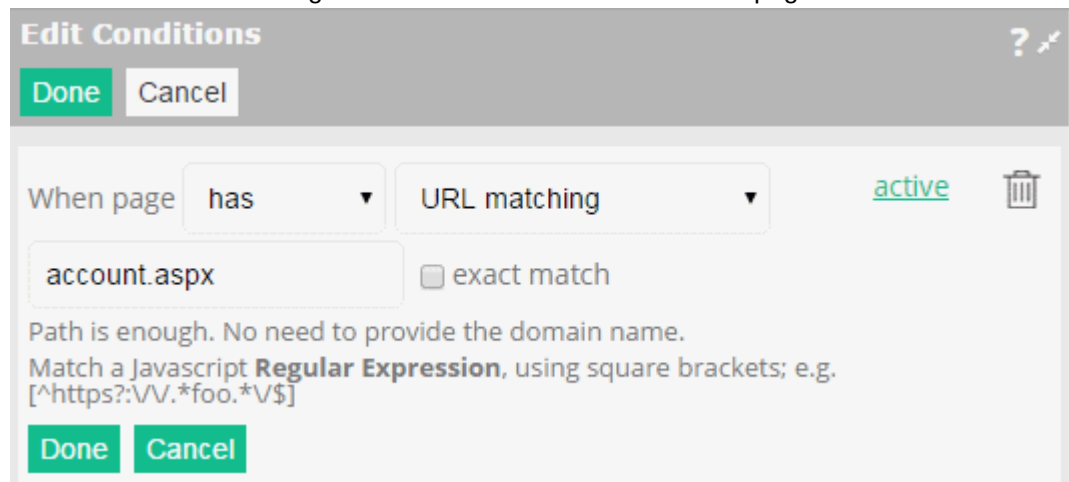 Edit Conditions ?
Done Cancel
When page has URL matching active
account.aspx exact match
Path is enough. No need to provide the domain name.
Match a Javascript Regular Expression, using square brackets; e.g.
[^https?:\/\/.*foo.*\/$]
Done Cancel